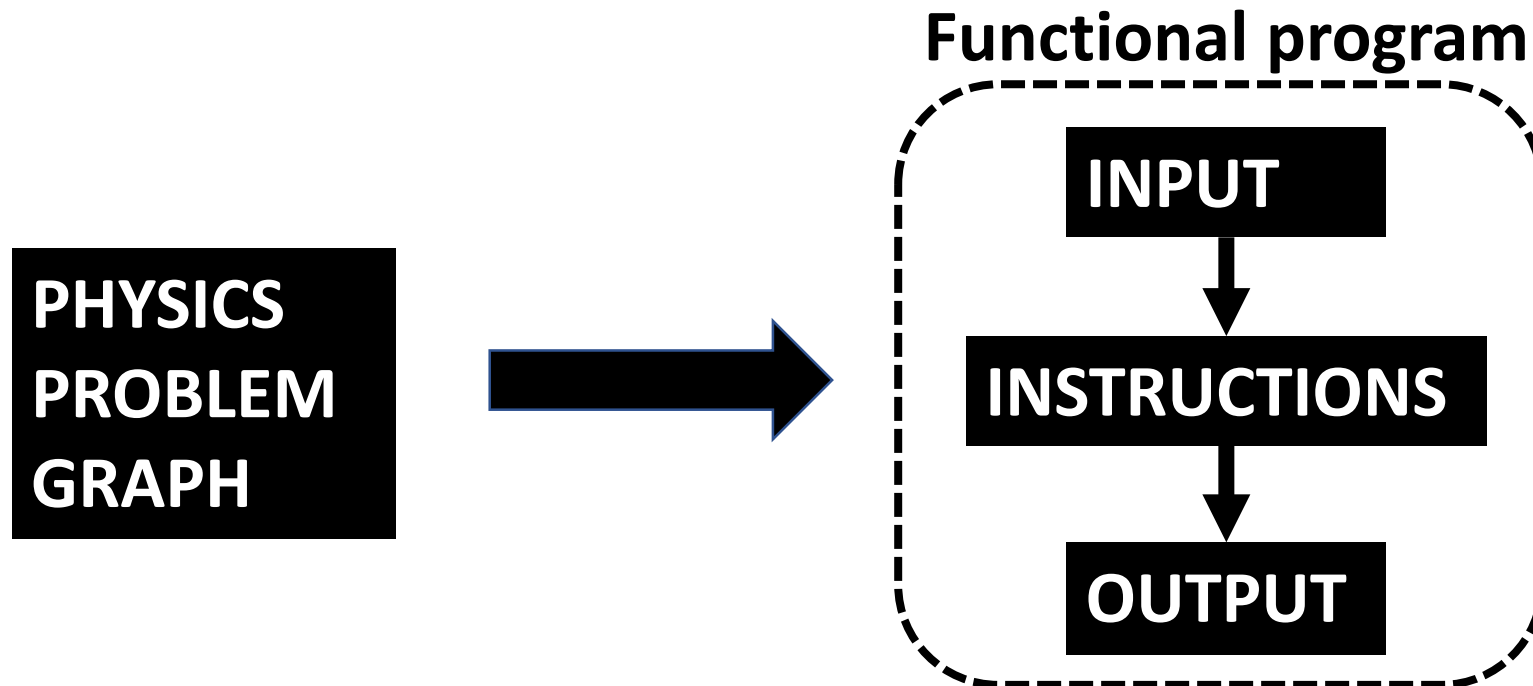 Functional program
PHYSICS
PROBLEM
GRAPH
INPUT
INSTRUCTIONS
OUTPUT